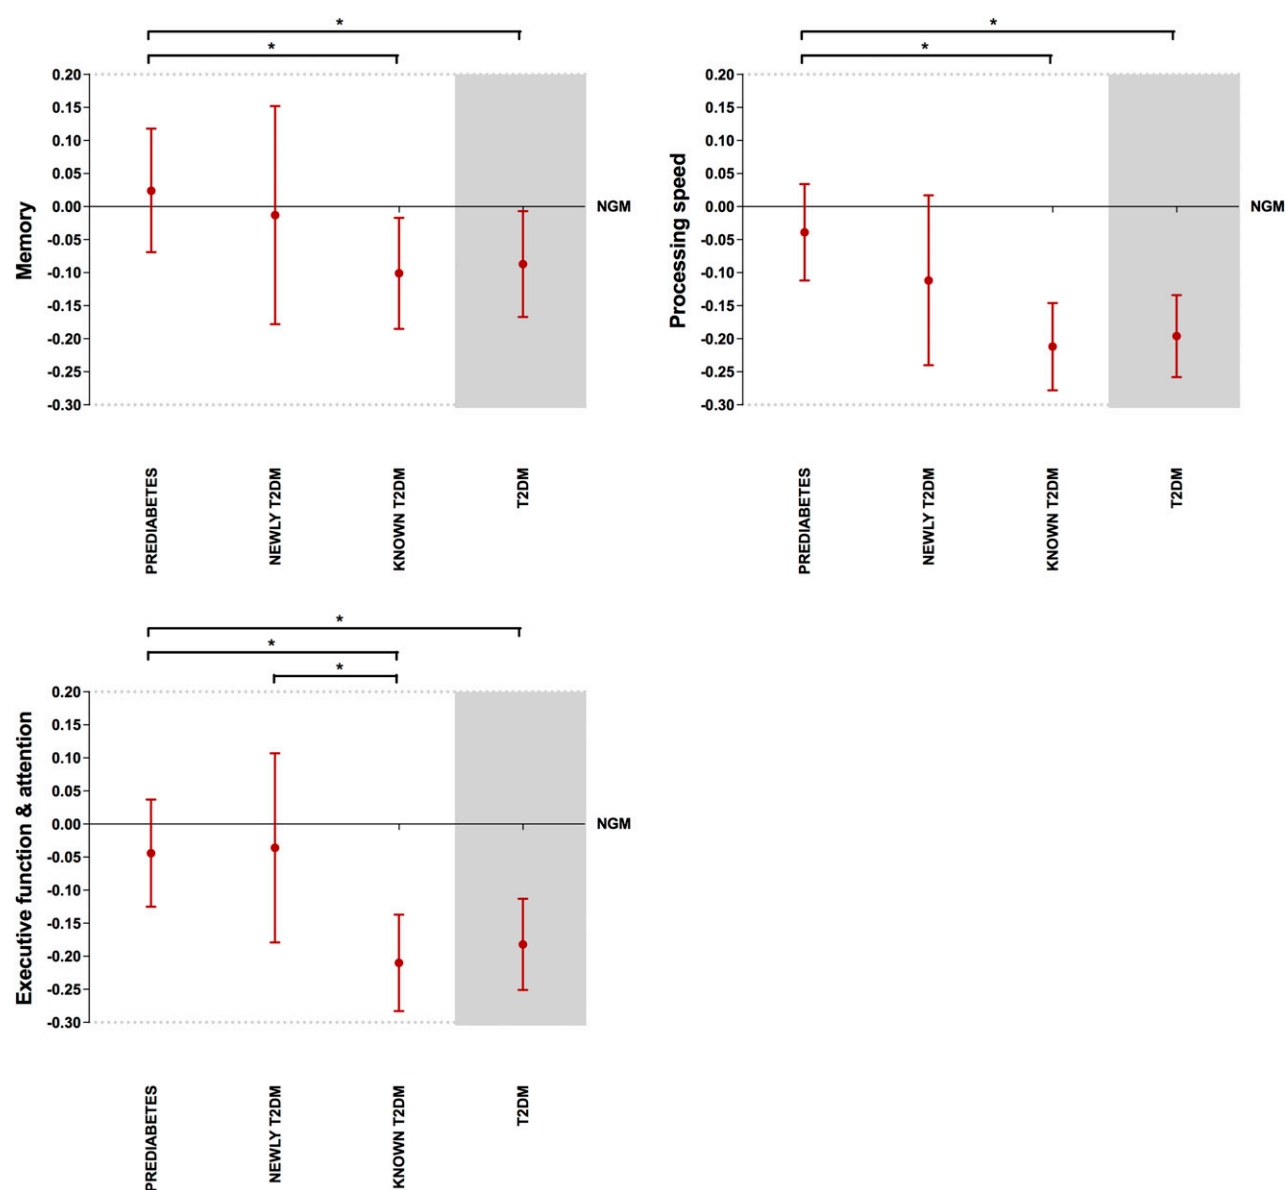 *
*
0.20
0.15
0.10
0.05
0.00
-0.05
-0.10
-0.15
-0.20
-0.25
-0.30
Memory
NGM
PREDIABETES
NEWLY T2DM
KNOWN T2DM
T2DM
*
*
0.20
0.15
0.10
0.05
0.00
-0.05
-0.10
-0.15
-0.20
-0.25
-0.30
Processing speed
NGM
PREDIABETES
NEWLY T2DM
KNOWN T2DM
T2DM
*
*
*
0.20
0.15
0.10
0.05
0.00
-0.05
-0.10
-0.15
-0.20
-0.25
-0.30
Executive function & attention
NGM
PREDIABETES
NEWLY T2DM
KNOWN T2DM
T2DM